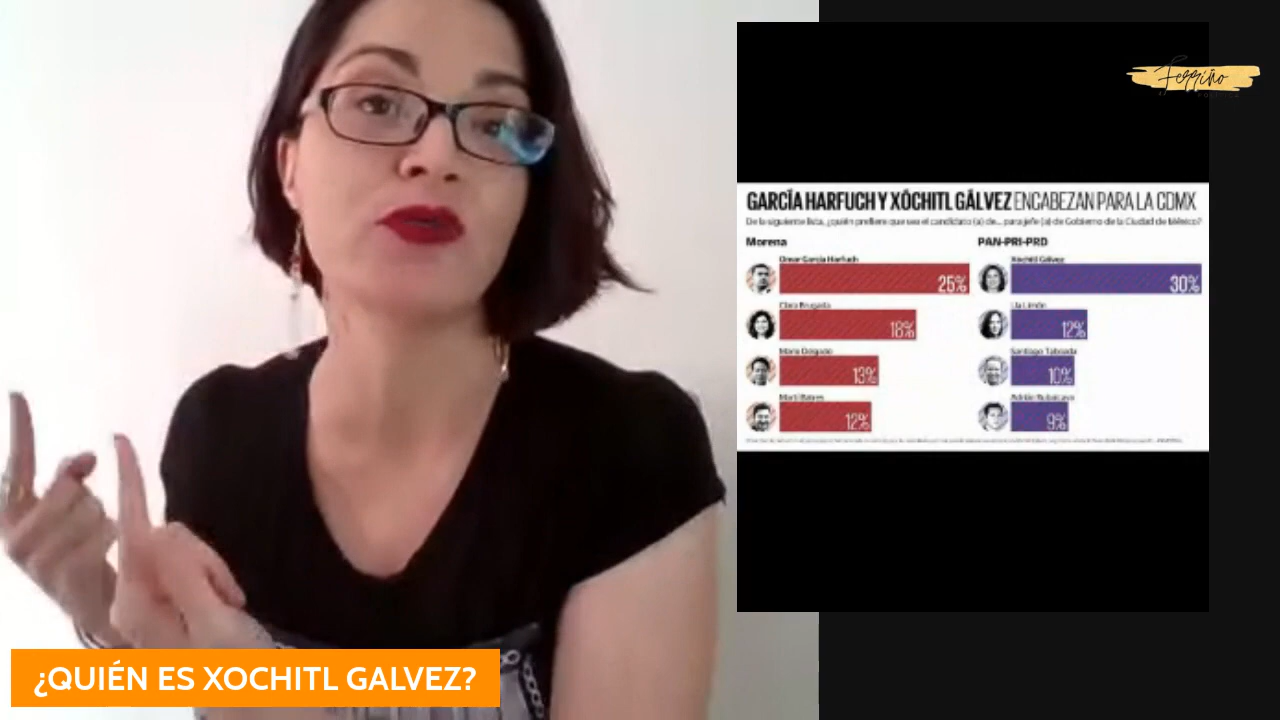 Ferriño
GARCÍA HARFUCH Y XÓCHITL GÁLVEZ ENCABEZAN PARA LA CDMX
De la siguiente lista, ¿quién prefiere que sea el candidato (a) de... para jefe (a) de Gobierno de la Ciudad de México?
Morena
PAN-PRI-PRD
Omar García Harfuch
25%
Xóchitl Gálvez
30%
Clara Brugada
18%
Lía Limón
12%
Mario Delgado
13%
Santiago Taboada
10%
Martí Batres
12%
Adrián Rubalcava
9%
¿QUIÉN ES XOCHITL GALVEZ?